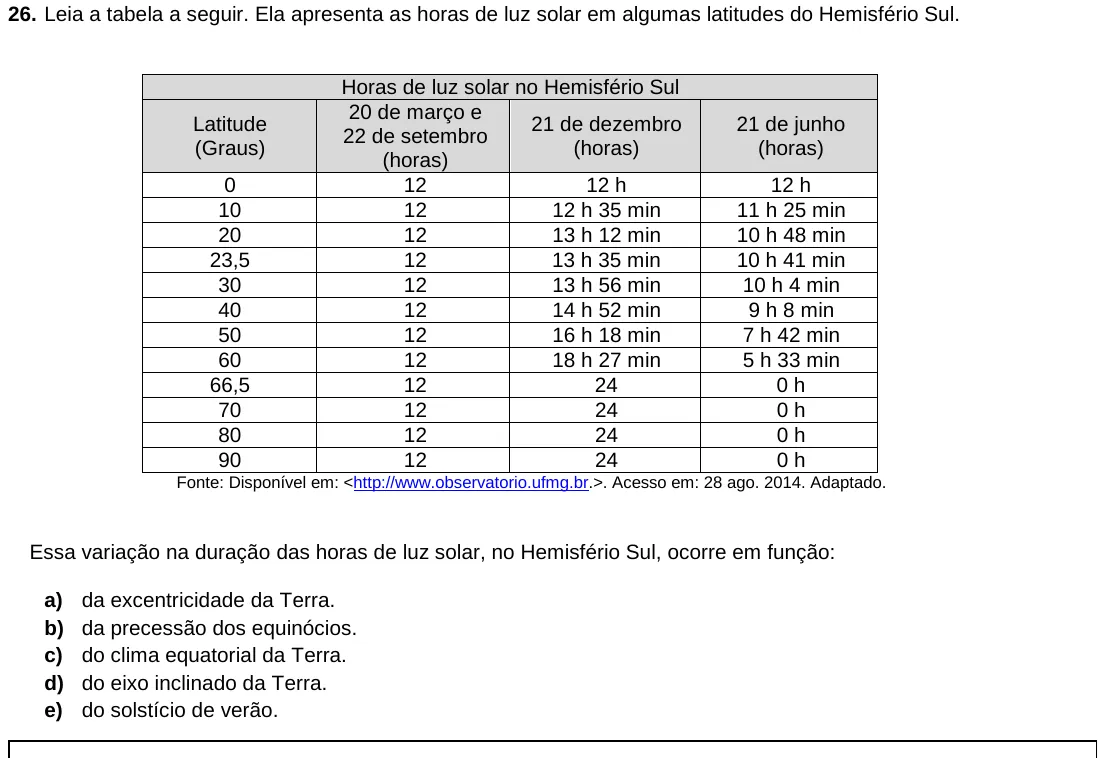 26. Leia a tabela a seguir. Ela apresenta as horas de luz solar em algumas latitudes do Hemisfério Sul.
Horas de luz solar no Hemisfério Sul
Latitude (Graus) 20 de março e 22 de setembro (horas) 21 de dezembro (horas) 21 de junho (horas)
0 12 12 h 12 h
10 12 12 h 35 min 11 h 25 min
20 12 13 h 12 min 10 h 48 min
23,5 12 13 h 35 min 10 h 41 min
30 12 13 h 56 min 10 h 4 min
40 12 14 h 52 min 9 h 8 min
50 12 16 h 18 min 7 h 42 min
60 12 18 h 27 min 5 h 33 min
66,5 12 24 0 h
70 12 24 0 h
80 12 24 0 h
90 12 24 0 h
Fonte: Disponível em: <http://www.observatorio.ufmg.br.>. Acesso em: 28 ago. 2014. Adaptado.
Essa variação na duração das horas de luz solar, no Hemisfério Sul, ocorre em função:
a) da excentricidade da Terra.
b) da precessão dos equinócios.
c) do clima equatorial da Terra.
d) do eixo inclinado da Terra.
e) do solstício de verão.